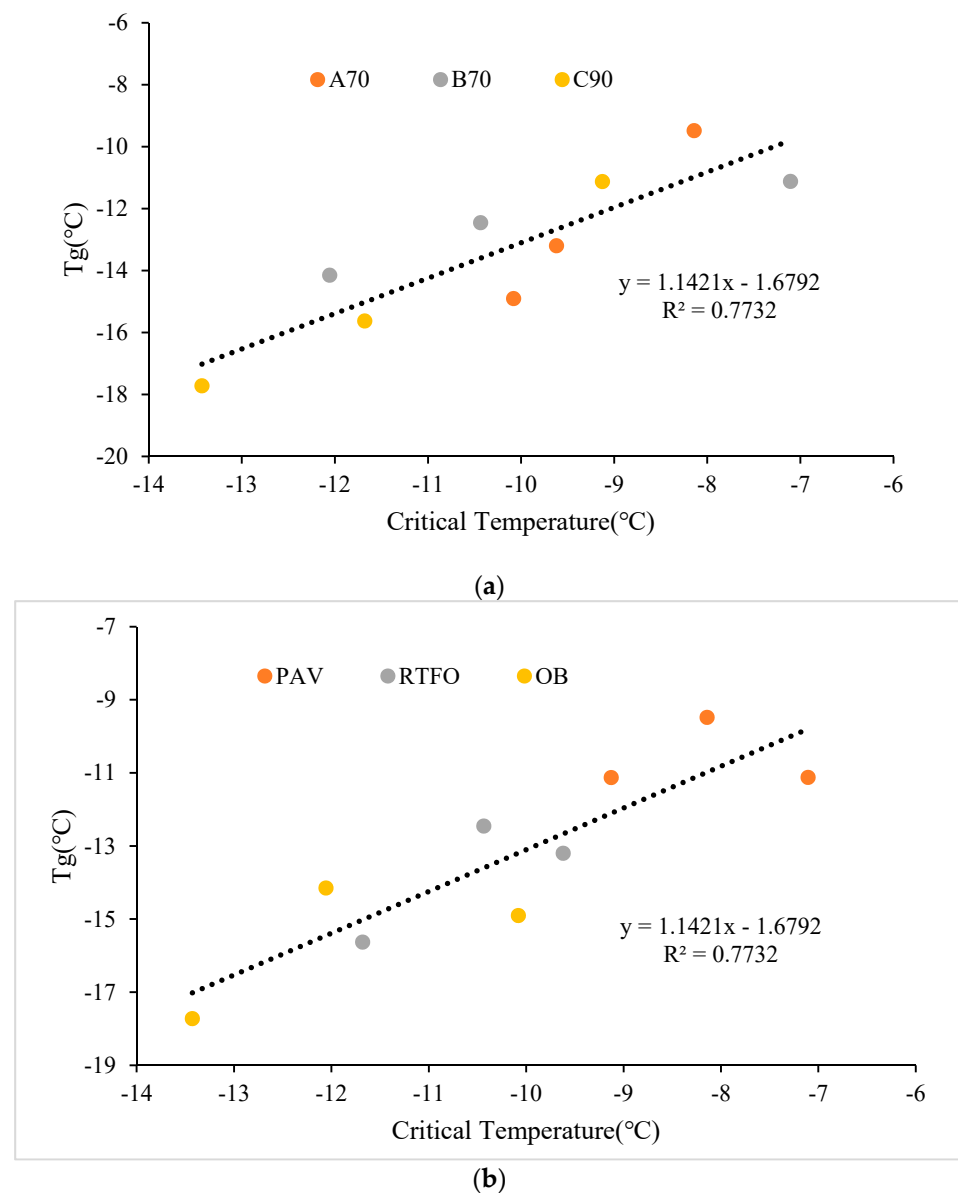 -6
-8
A70 B70 C90
-10
-12
Tg(℃)
-14
y = 1.1421x - 1.6792
R² = 0.7732
-16
-18
-20
-14 -13 -12 -11 -10 -9 -8 -7 -6
Critical Temperature(℃)
(a)
-7
PAV RTFO OB
-9
-11
-13
Tg(℃)
-15
y = 1.1421x - 1.6792
R² = 0.7732
-17
-19
-14 -13 -12 -11 -10 -9 -8 -7 -6
Critical Temperature(℃)
(b)